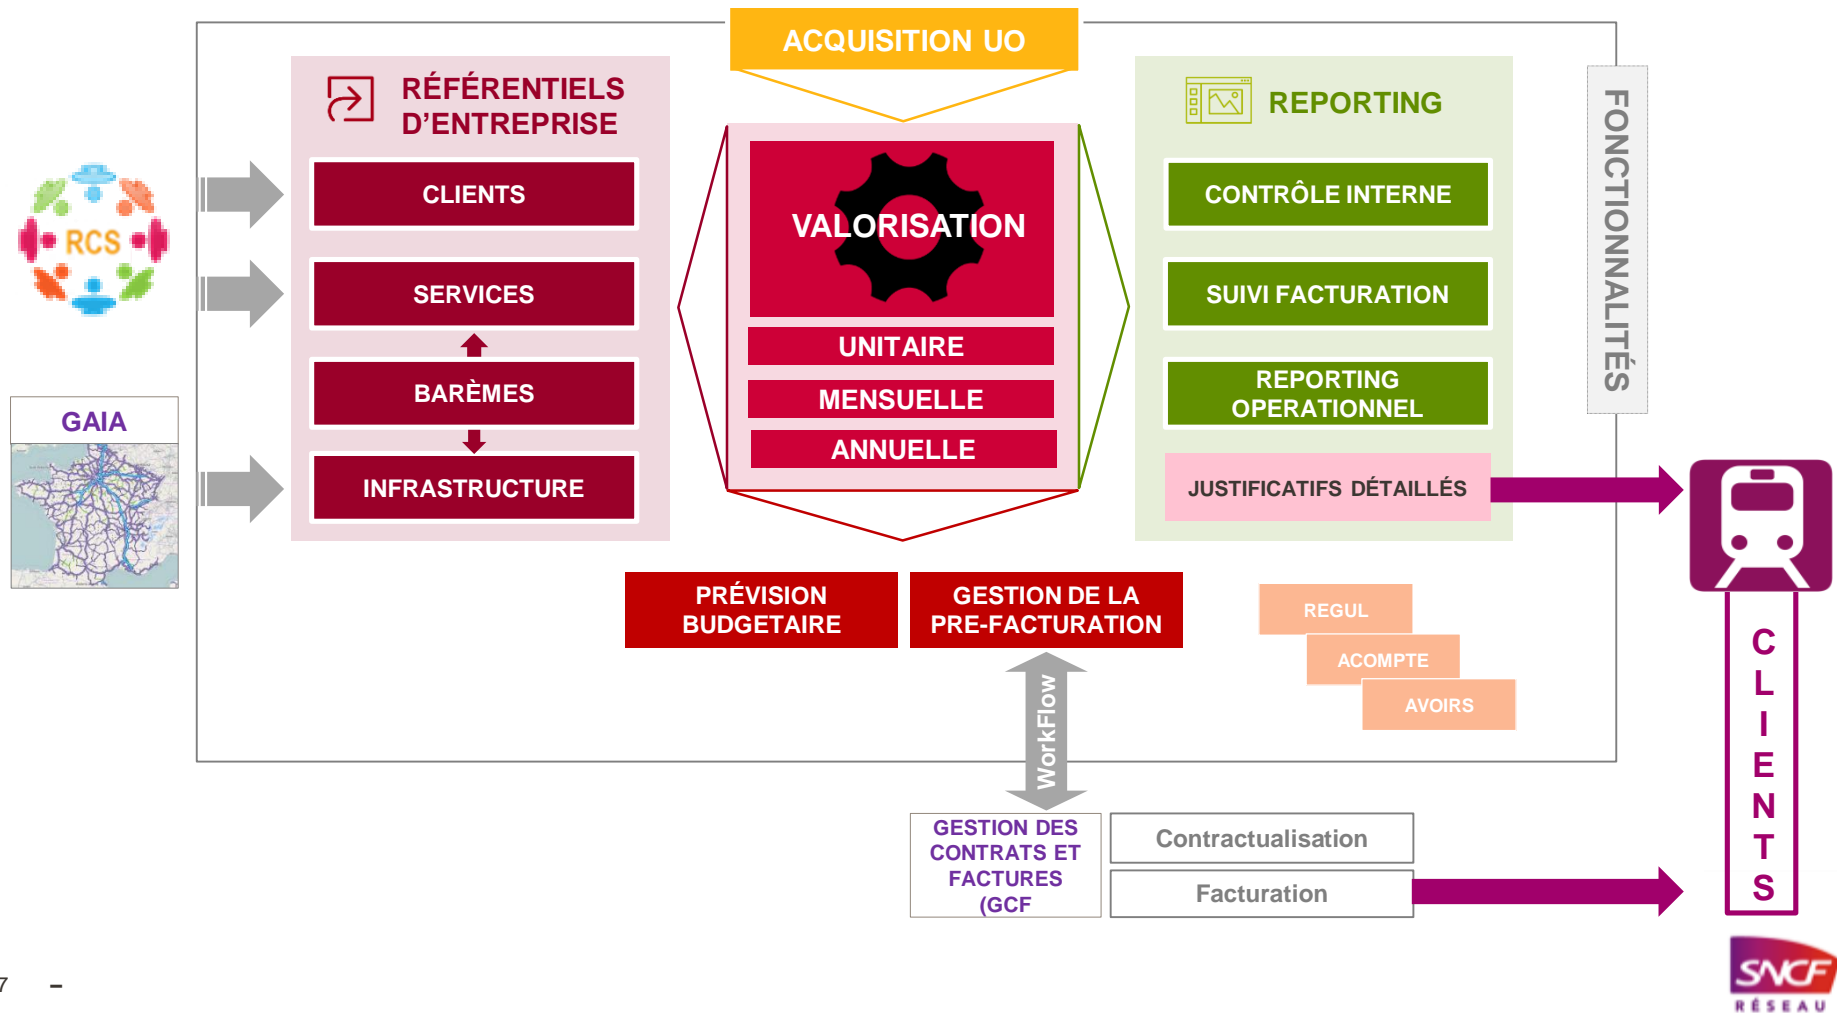 ACQUISITION UO
RÉFÉRENTIELS
D’ENTREPRISE
CLIENTS
SERVICES
BARÈMES
INFRASTRUCTURE
RCS
GAIA
VALORISATION
UNITAIRE
MENSUELLE
ANNUELLE
REPORTING
CONTRÔLE INTERNE
SUIVI FACTURATION
REPORTING
OPERATIONNEL
JUSTIFICATIFS DÉTAILLÉS
FONCTIONNALITÉS
PRÉVISION
BUDGETAIRE
GESTION DE LA
PRE-FACTURATION
REGUL
ACOMPTE
AVOIRS
WorkFlow
GESTION DES
CONTRATS ET
FACTURES
(GCF
Contractualisation
Facturation
CLIENTS
SNCF
RÉSEAU
7 –